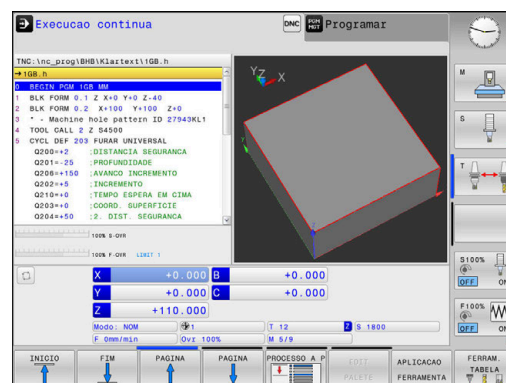 Execucao continua
DNC
PGM MGT
Programar
TNC:\nc_prog\BHB\Klartext\1GB.h
→1GB.h
0 BEGIN PGM 1GB MM
1 BLK FORM 0.1 Z X+0 Y+0 Z-40
2 BLK FORM 0.2 X+100 Y+100 Z+0
3 * - Machine hole pattern ID 27943KL1
4 TOOL CALL 2 Z S4500
5 CYCL DEF 203 FURAR UNIVERSAL
Q200=+2 ;DISTANCIA SEGURANCA
Q201=-25 ;PROFUNDIDADE
Q206=+150 ;AVANCO INCREMENTO
Q202=+5 ;INCREMENTO
Q210=+0 ;TEMPO ESPERA EM CIMA
Q203=+0 ;COORD. SUPERFICIE
Q204=+50 ;2. DIST. SEGURANCA
Y Z X
Z
100% S-OVR
100% F-OVR LIMIT 1
X +0.000 B +0.000
Y +0.000 C +0.000
Z +110.000
Modo: NOM 1 T 12 Z S 1800
F 0mm/min Ovr 100% M 5/9
M
S
T
S100%
OFF ON
F100%
OFF ON
INICIO
FIM
PAGINA
PAGINA
PROCESSO A P
EDIT PALETE
APLICACAO FERRAMENTA
FERRAM. TABELA